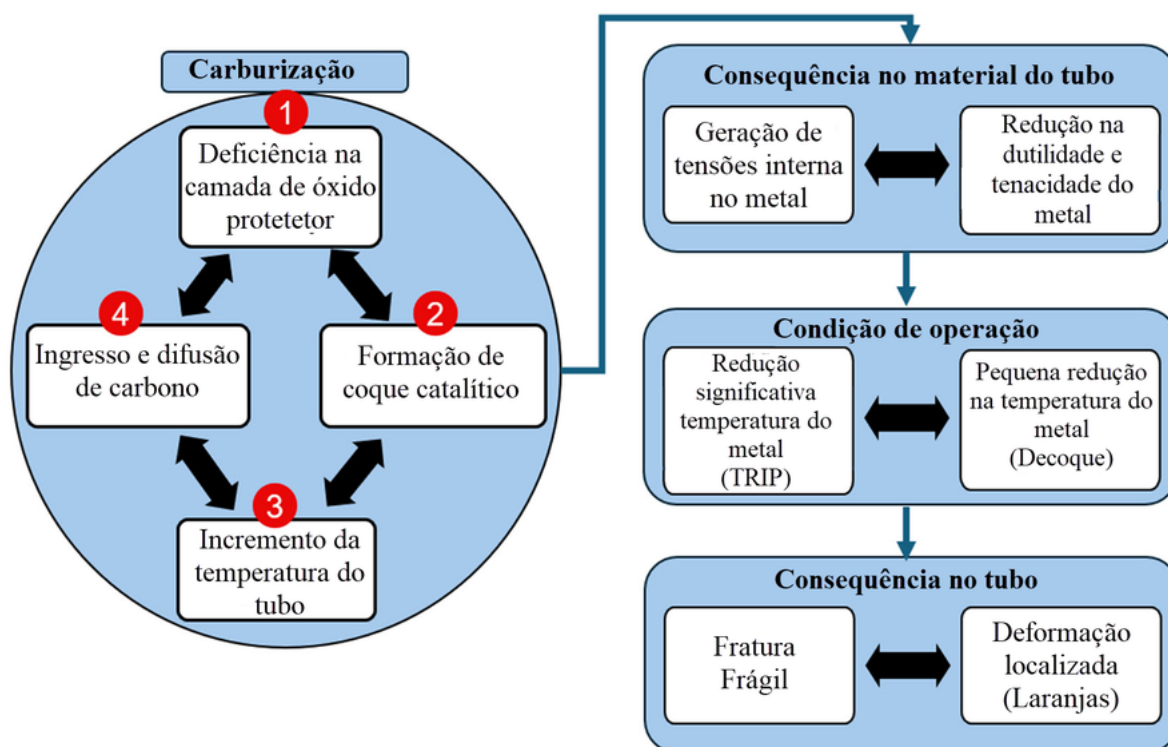 Carburização
1
Deficiência na
camada de óxido
protetetor
4
Ingresso e difusão
de carbono
2
Formação de
coque catalítico
3
Incremento da
temperatura do
tubo
Consequência no material do tubo
Geração de
tensões interna
no metal
Redução na
dutilidade e
tenacidade do
metal
Condição de operação
Redução
significativa
temperatura do
metal
(TRIP)
Pequena redução
na temperatura do
metal
(Decoque)
Consequência no tubo
Fratura
Frágil
Deformação
localizada
(Laranjas)